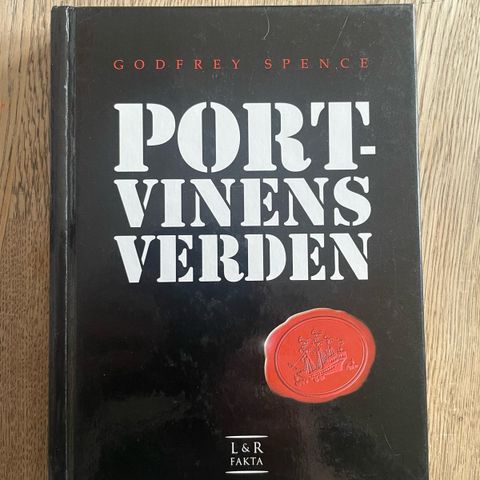 GODFREY SPENCE
PORT-
VINENS
VERDEN
L&R
FAKTA